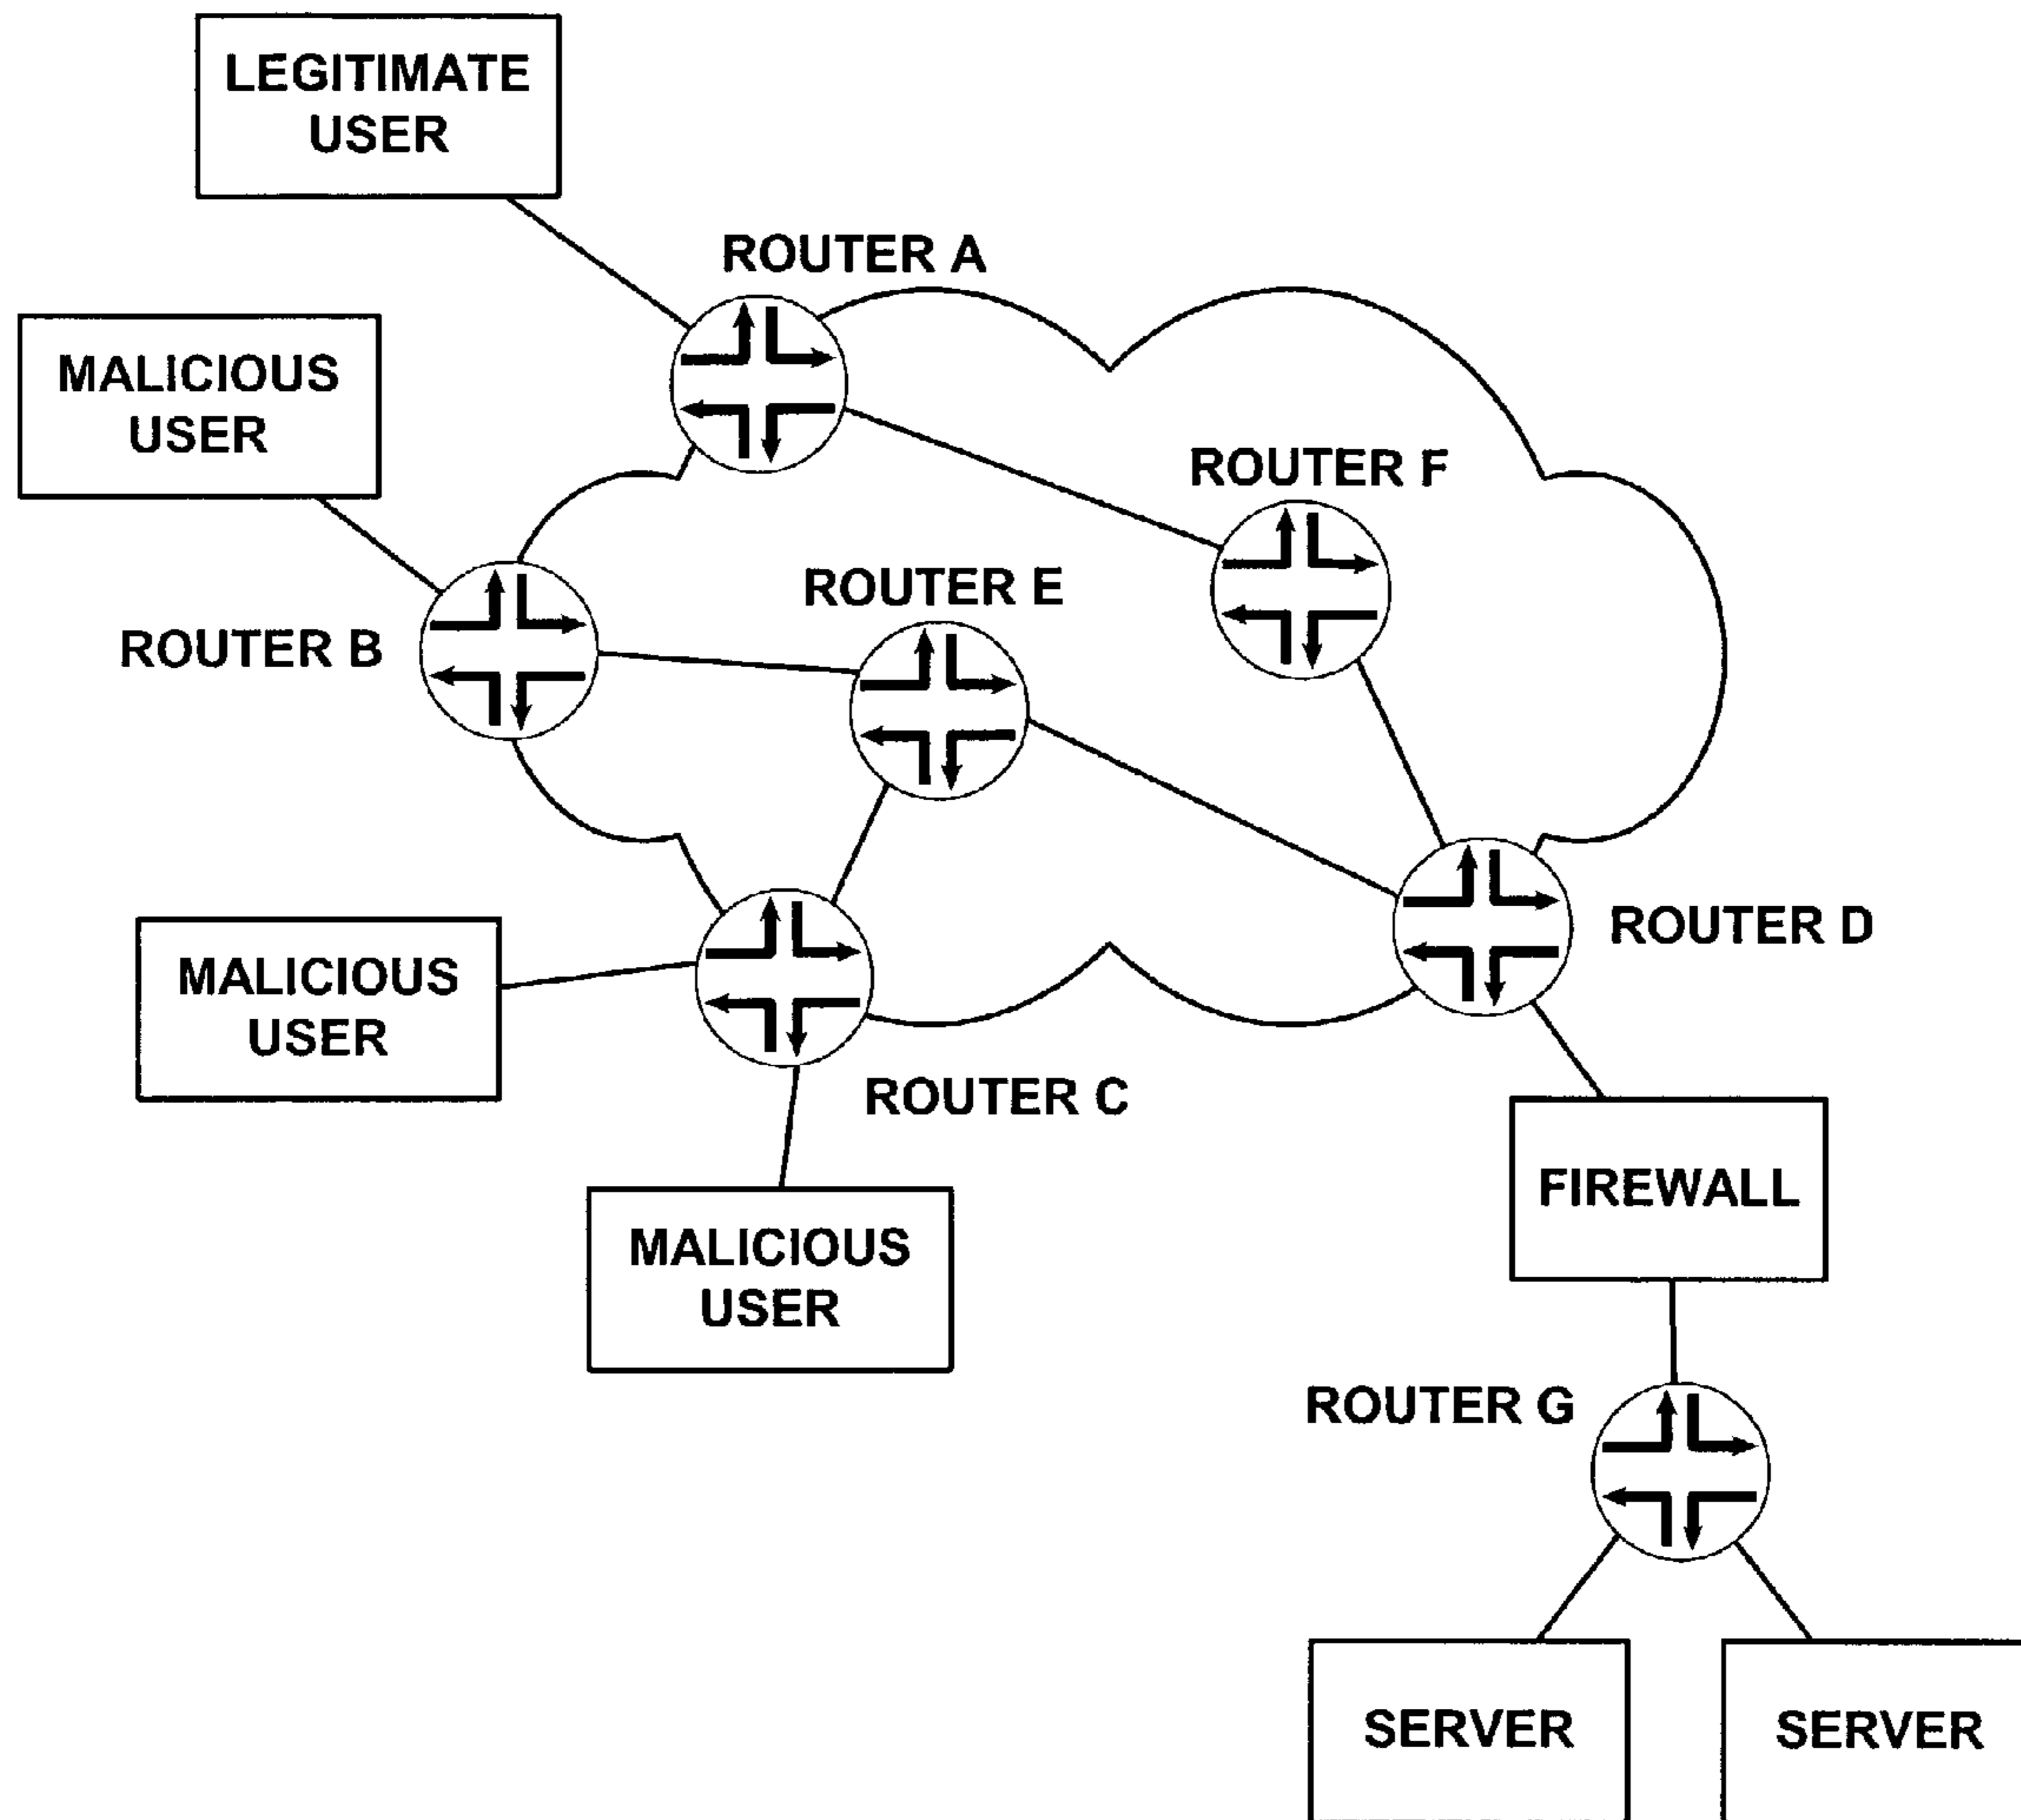 LEGITIMATE
USER
ROUTER A
MALICIOUS
USER
ROUTER F
ROUTER E
ROUTER B
ROUTER D
MALICIOUS
USER
ROUTER C
FIREWALL
MALICIOUS
USER
ROUTER G
SERVER
SERVER